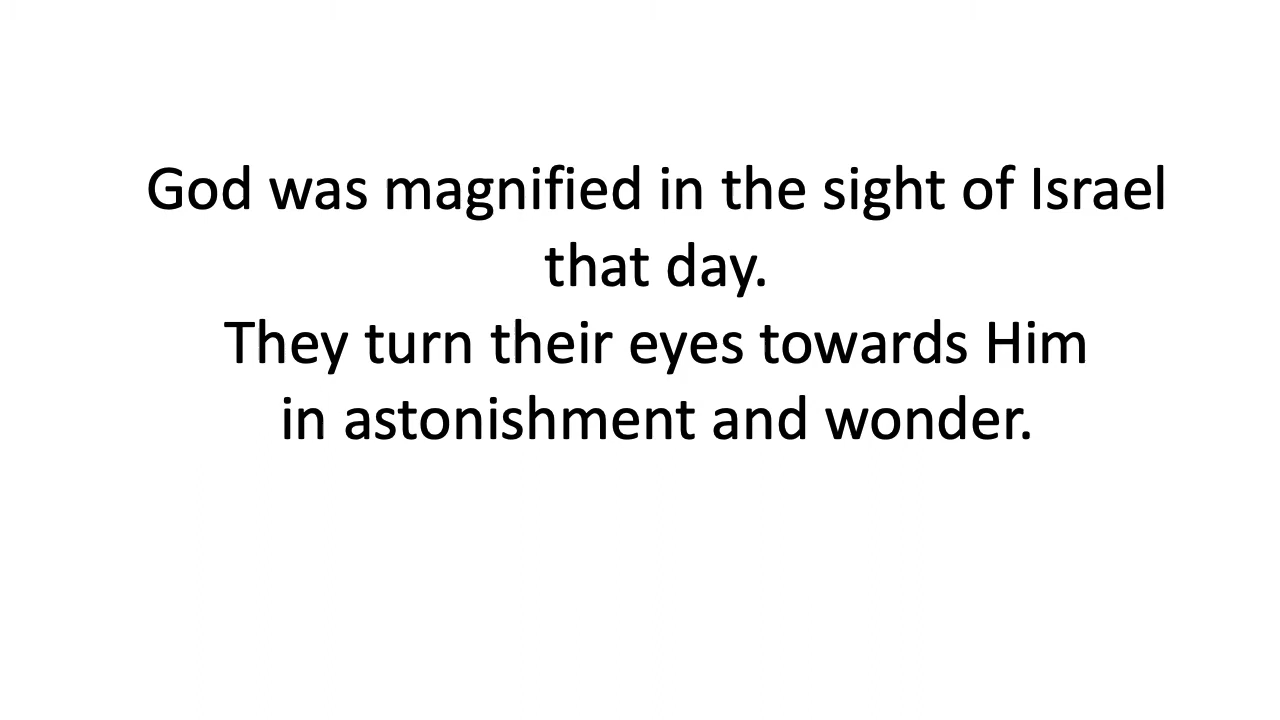 God was magnified in the sight of Israel
that day.
They turn their eyes towards Him
in astonishment and wonder.